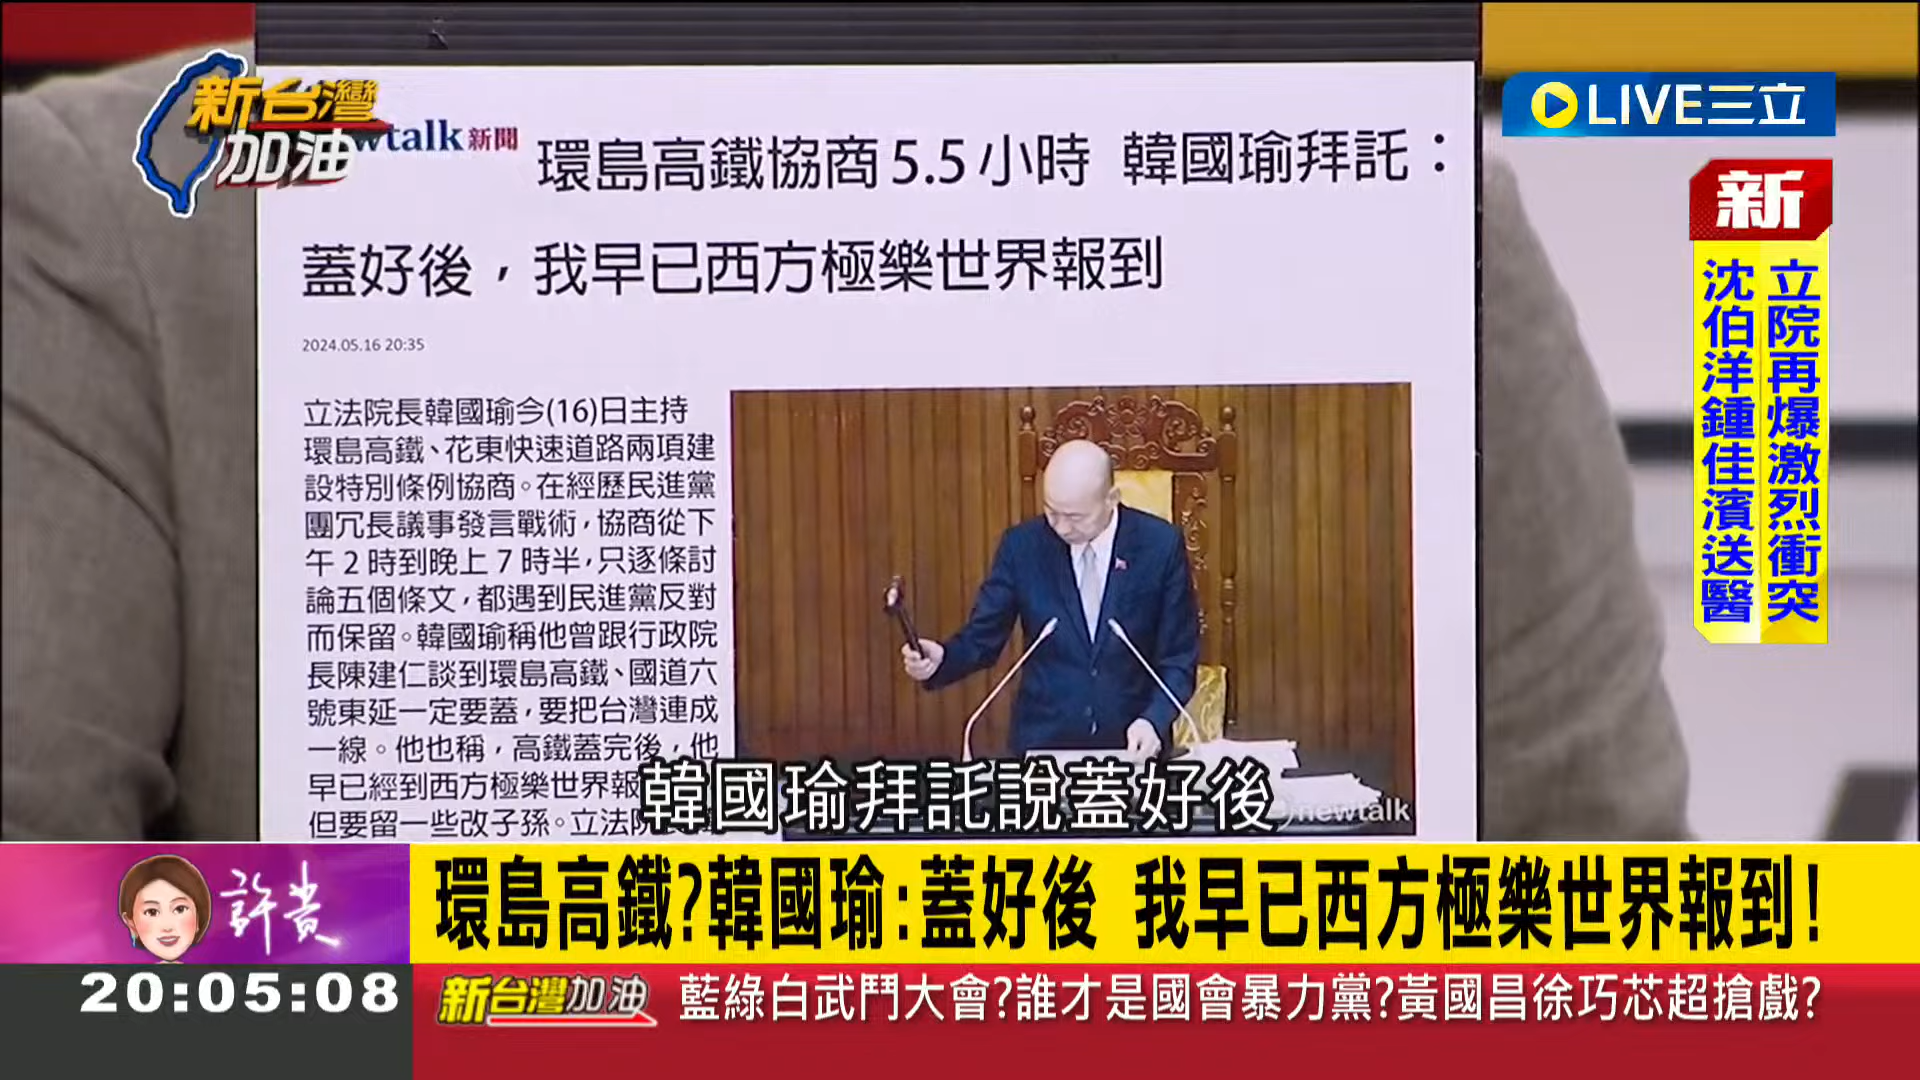 新台灣
加油
newtalk新聞
環島高鐵協商5.5小時 韓國瑜拜託：
蓋好後，我早已西方極樂世界報到
2024.05.16 20:35
立法院長韓國瑜今(16)日主持
環島高鐵、花東快速道路兩項建
設特別條例協商。在經歷民進黨
團冗長議事發言戰術，協商從下
午2時到晚上7時半，只逐條討
論五個條文，都遇到民進黨反對
而保留。韓國瑜稱他曾跟行政院
長陳建仁談到環島高鐵、國道六
號東延一定要蓋，要把台灣連成
一線。他也稱，高鐵蓋完後，他
早已經到西方極樂世界報
但要留一些改子孫。立法院
newtalk
韓國瑜拜託說蓋好後
LIVE三立
新
立院再爆激烈衝突
沈伯洋鍾佳濱送醫
許貴
環島高鐵?韓國瑜:蓋好後 我早已西方極樂世界報到!
20:05:08
新台灣加油
藍綠白武鬥大會?誰才是國會暴力黨?黃國昌徐巧芯超搶戲?